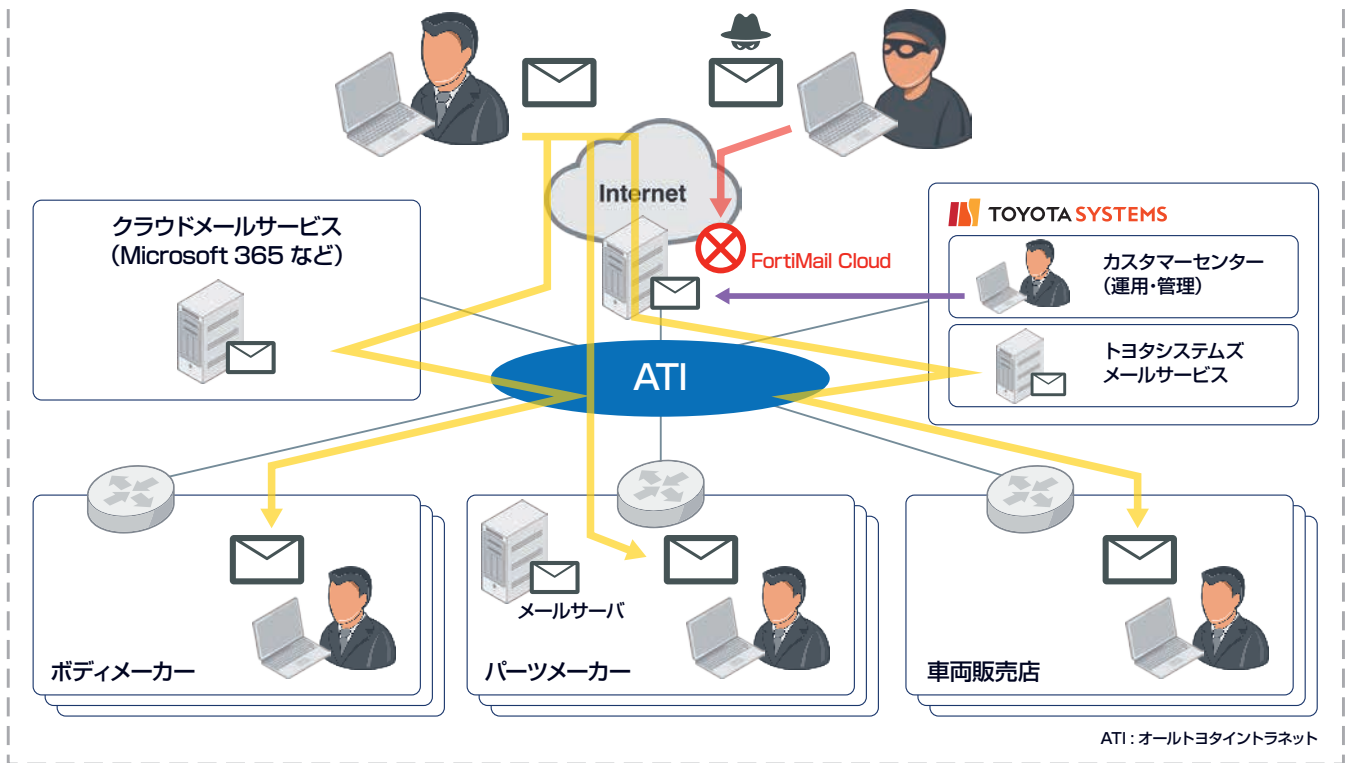 Internet
クラウドメールサービス
（Microsoft 365 など）
FortiMail Cloud
TOYOTA SYSTEMS
カスタマーセンター
（運用・管理）
トヨタシステムズ
メールサービス
ATI
メールサーバ
ボディメーカー
パーツメーカー
車両販売店
ATI：オールトヨタイントラネット